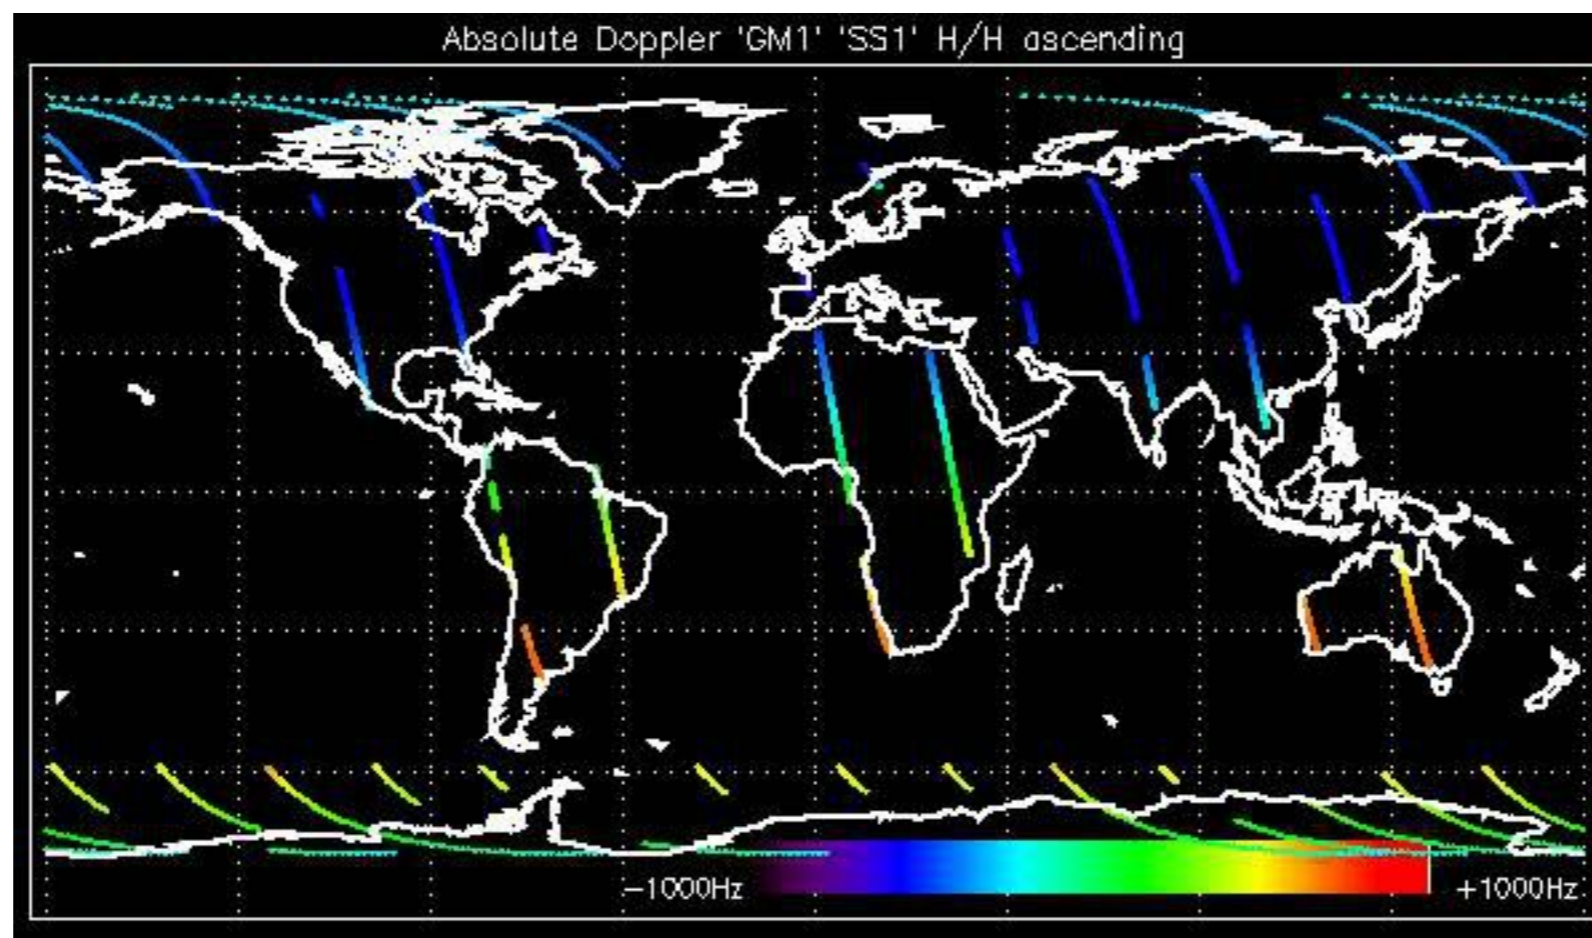 Absolute Doppler 'GM1' 'SS1' H/H ascending
-1000Hz
+1000Hz